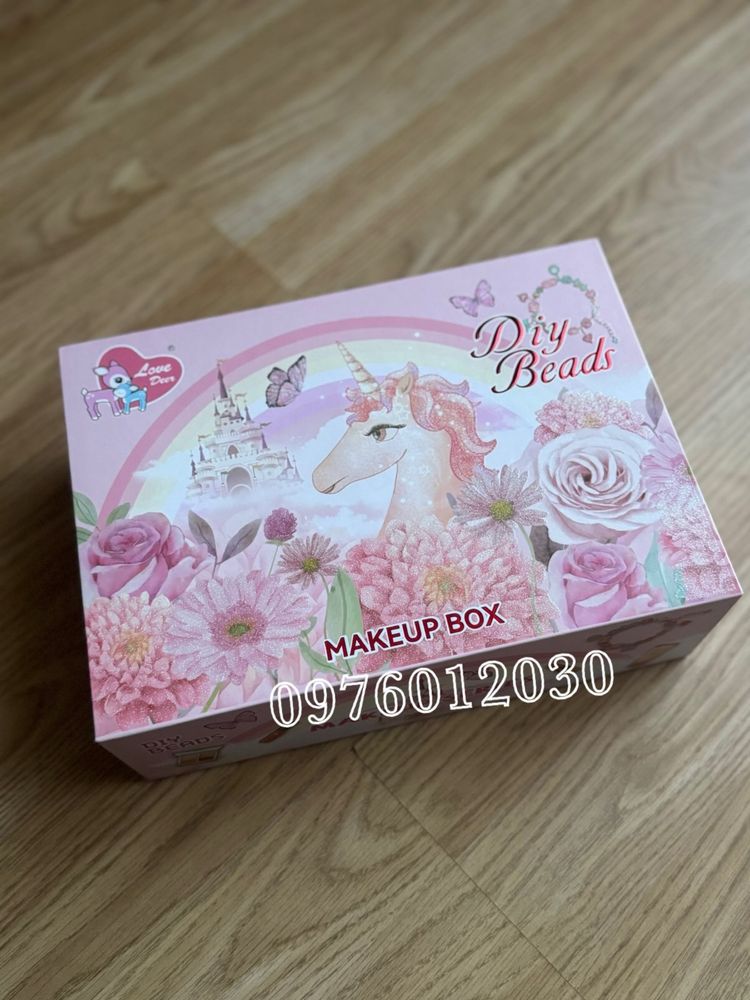 Love
Deer
®
Diy
Beads
MAKEUP BOX
0976012030
DIY
BEADS